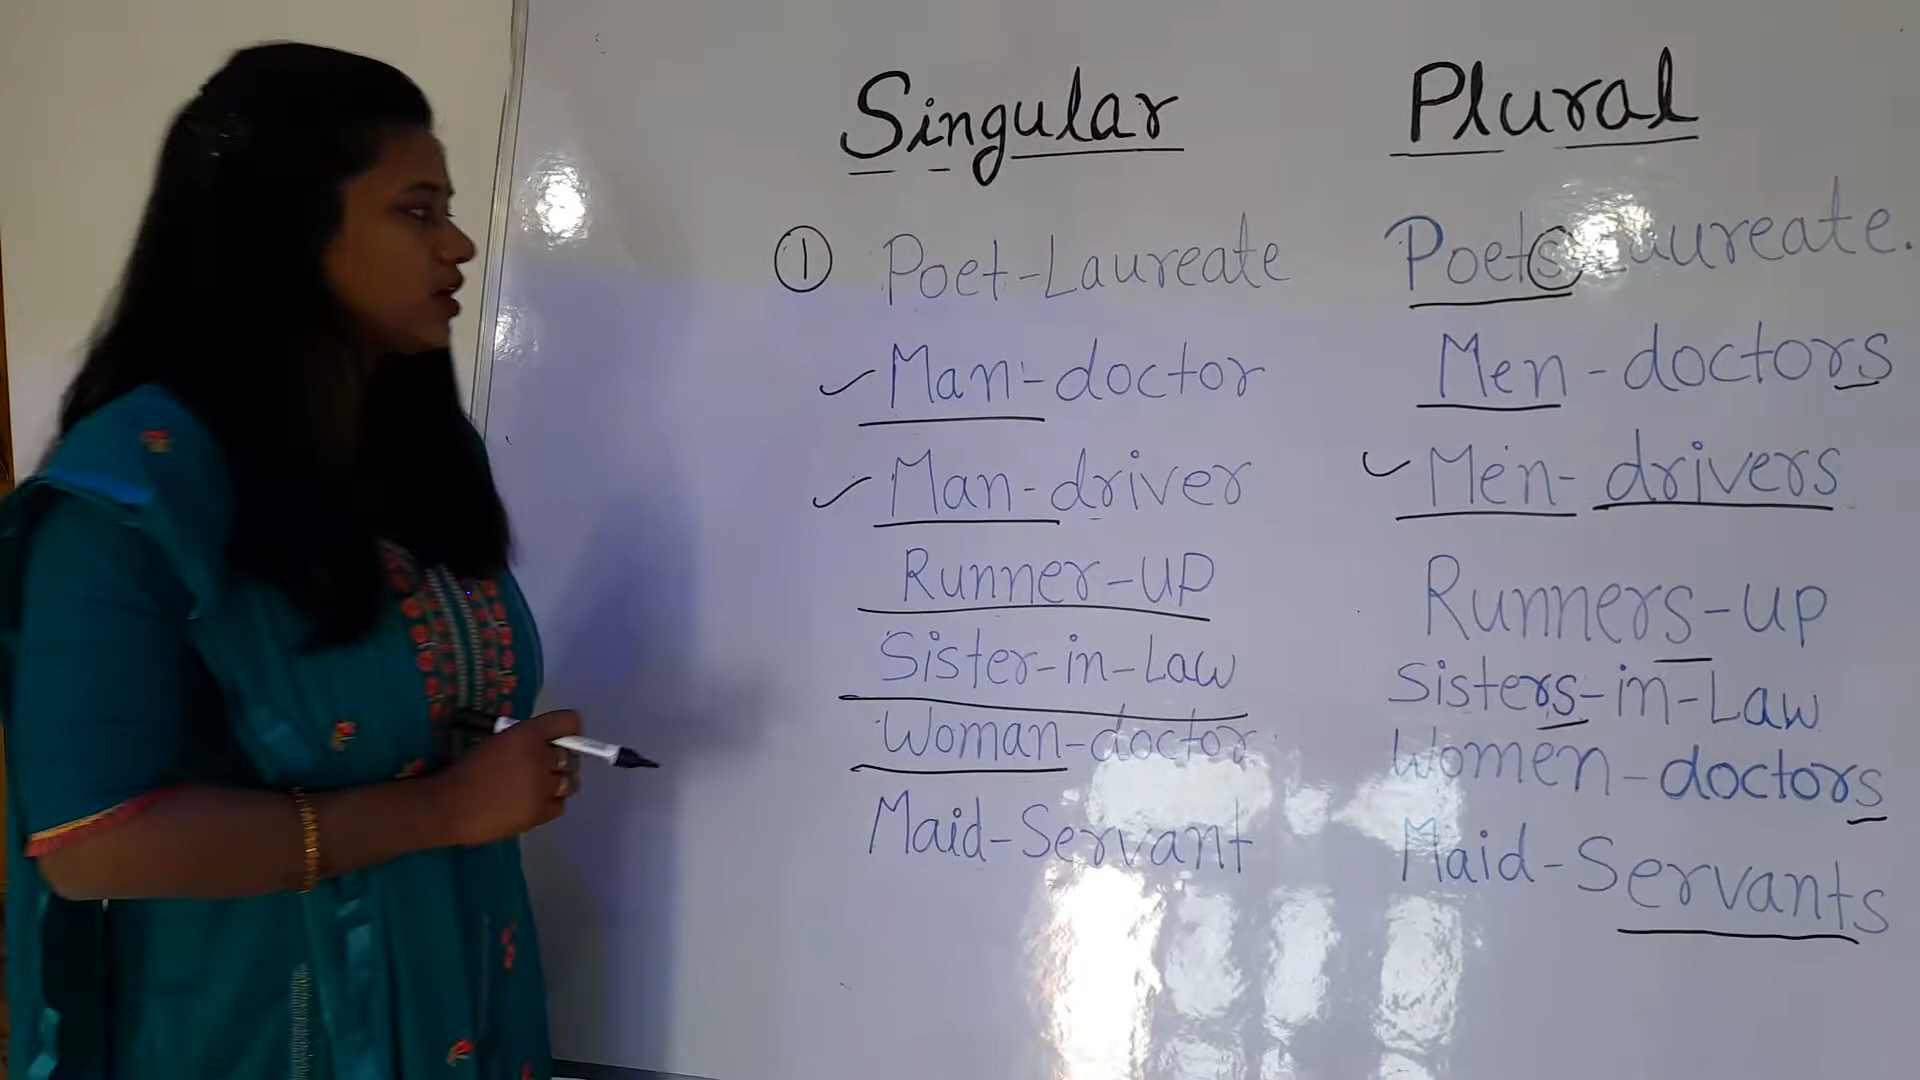 Singular Plural
① Poet-Laureate Poets-Laureate.
Man-doctor Men-doctors
Man-driver Men-drivers
Runner-up Runners-up
Sister-in-Law Sisters-in-Law
Woman-doctor Women-doctors
Maid-Servant Maid-Servants